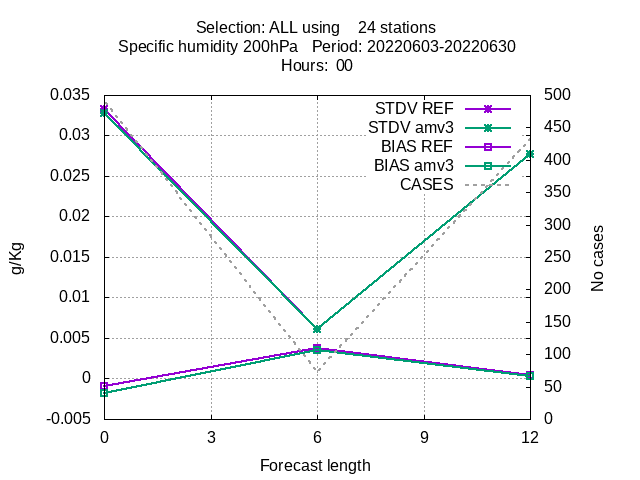 Selection: ALL using    24 stations
Specific humidity 200hPa   Period: 20220603-20220630
Hours:  00
0.035
0.03
0.025
0.02
0.015
0.01
0.005
0
-0.005
g/Kg
STDV REF
STDV amv3
BIAS REF
BIAS amv3
CASES
500
450
400
350
300
250
200
150
100
50
0
No cases
0 3 6 9 12
Forecast length